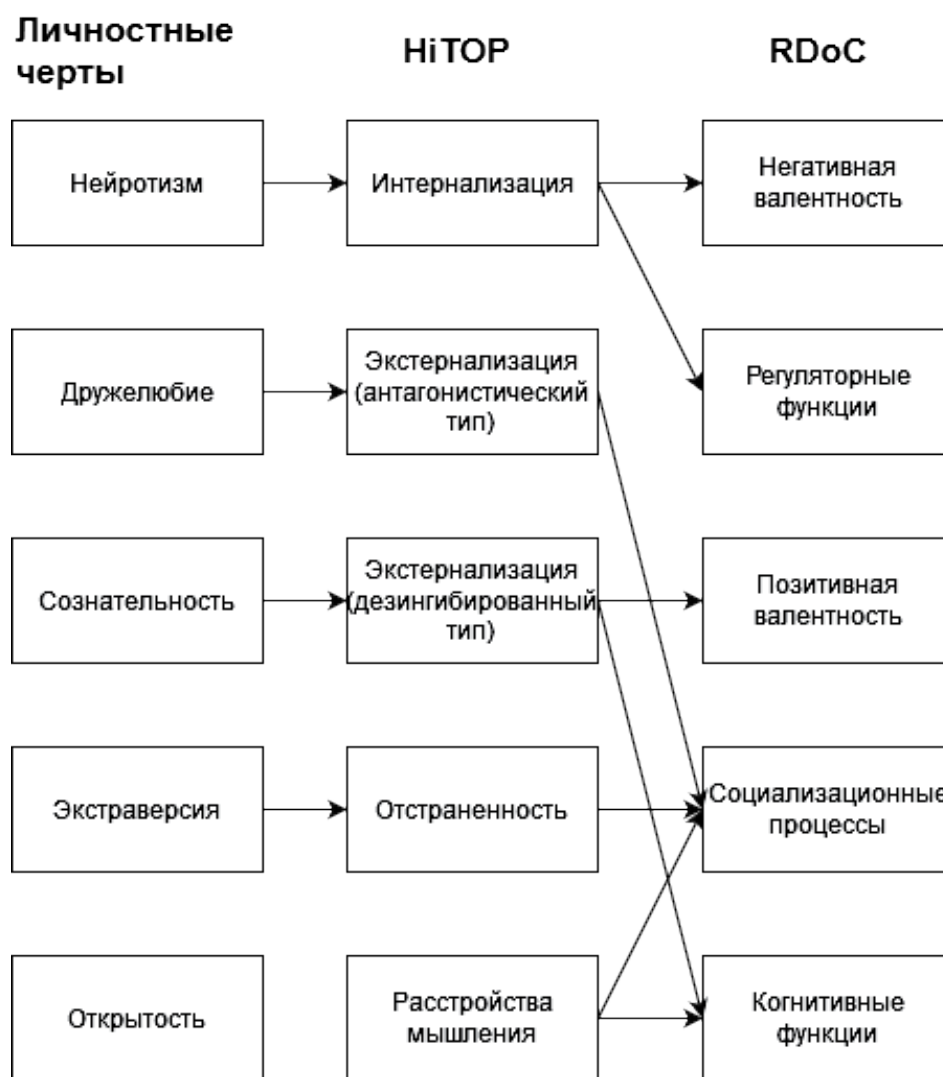 Личностные
черты
HiTOP
RDoC
Нейротизм
Интернализация
Негативная
валентность
Дружелюбие
Экстернализация
(антагонистический
тип)
Регуляторные
функции
Сознательность
Экстернализация
(дезингибированный
тип)
Позитивная
валентность
Экстраверсия
Отстраненность
Социализационные
процессы
Открытость
Расстройства
мышления
Когнитивные
функции